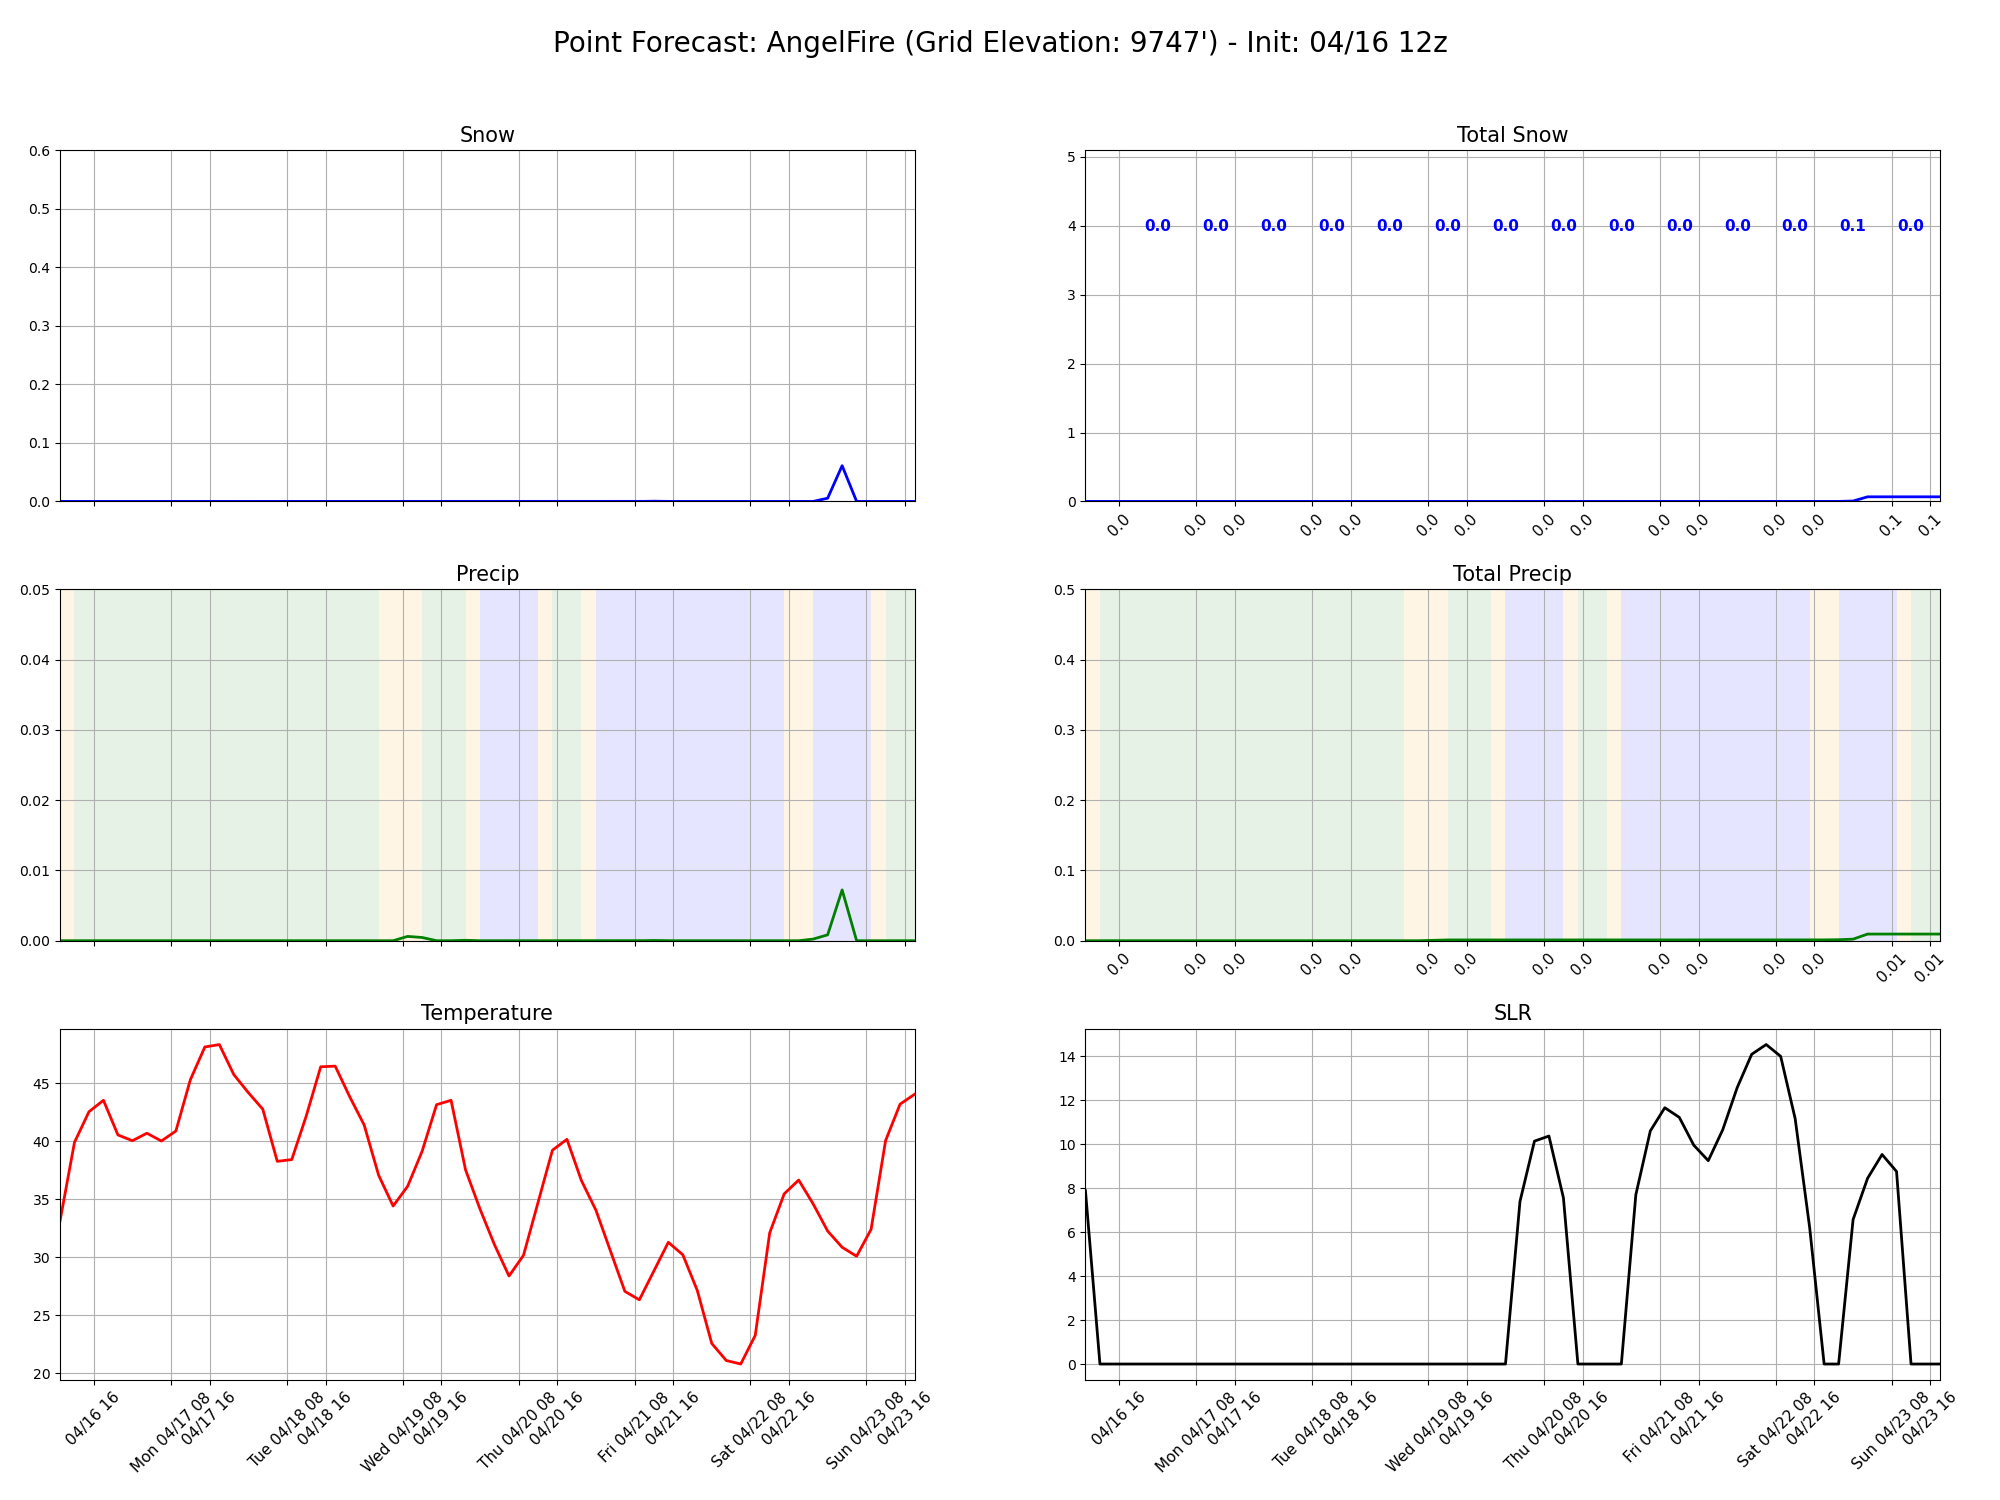 Point Forecast: AngelFire (Grid Elevation: 9747') - Init: 04/16 12z
Snow
0.6
0.5
0.4
0.3
0.2
0.1
0.0
Total Snow
5
4
3
2
1
0
0.0 0.0 0.0 0.0 0.0 0.0 0.0 0.0 0.0 0.0 0.0 0.0 0.1 0.0
0.0 0.0 0.0 0.0 0.0 0.0 0.0 0.0 0.0 0.0 0.0 0.0 0.0 0.1 0.1
Precip
0.05
0.04
0.03
0.02
0.01
0.00
Total Precip
0.5
0.4
0.3
0.2
0.1
0.0
0.0 0.0 0.0 0.0 0.0 0.0 0.0 0.0 0.0 0.0 0.0 0.0 0.0 0.01 0.01
Temperature
45
40
35
30
25
20
04/16 16
Mon 04/17 08
04/17 16
Tue 04/18 08
04/18 16
Wed 04/19 08
04/19 16
Thu 04/20 08
04/20 16
Fri 04/21 08
04/21 16
Sat 04/22 08
04/22 16
Sun 04/23 08
04/23 16
SLR
14
12
10
8
6
4
2
0
04/16 16
Mon 04/17 08
04/17 16
Tue 04/18 08
04/18 16
Wed 04/19 08
04/19 16
Thu 04/20 08
04/20 16
Fri 04/21 08
04/21 16
Sat 04/22 08
04/22 16
Sun 04/23 08
04/23 16